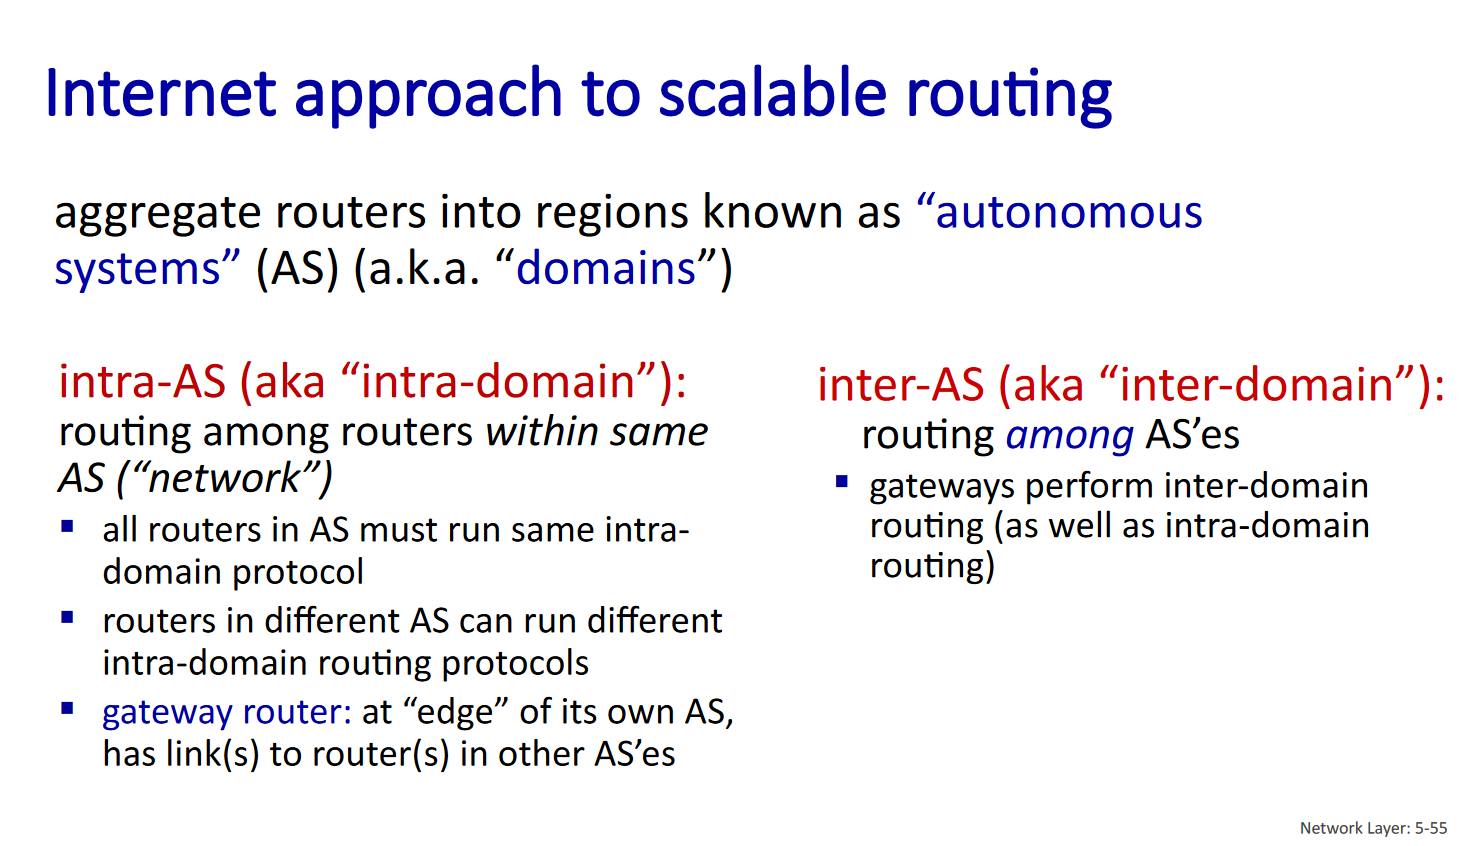 Internet approach to scalable routing
aggregate routers into regions known as “autonomous
systems” (AS) (a.k.a. “domains”)
intra-AS (aka “intra-domain”):
routing among routers within same
AS (“network”)
▪ all routers in AS must run same intra-
domain protocol
▪ routers in different AS can run different
intra-domain routing protocols
▪ gateway router: at “edge” of its own AS,
has link(s) to router(s) in other AS’es
inter-AS (aka “inter-domain”):
routing among AS’es
▪ gateways perform inter-domain
routing (as well as intra-domain
routing)
Network Layer: 5-55